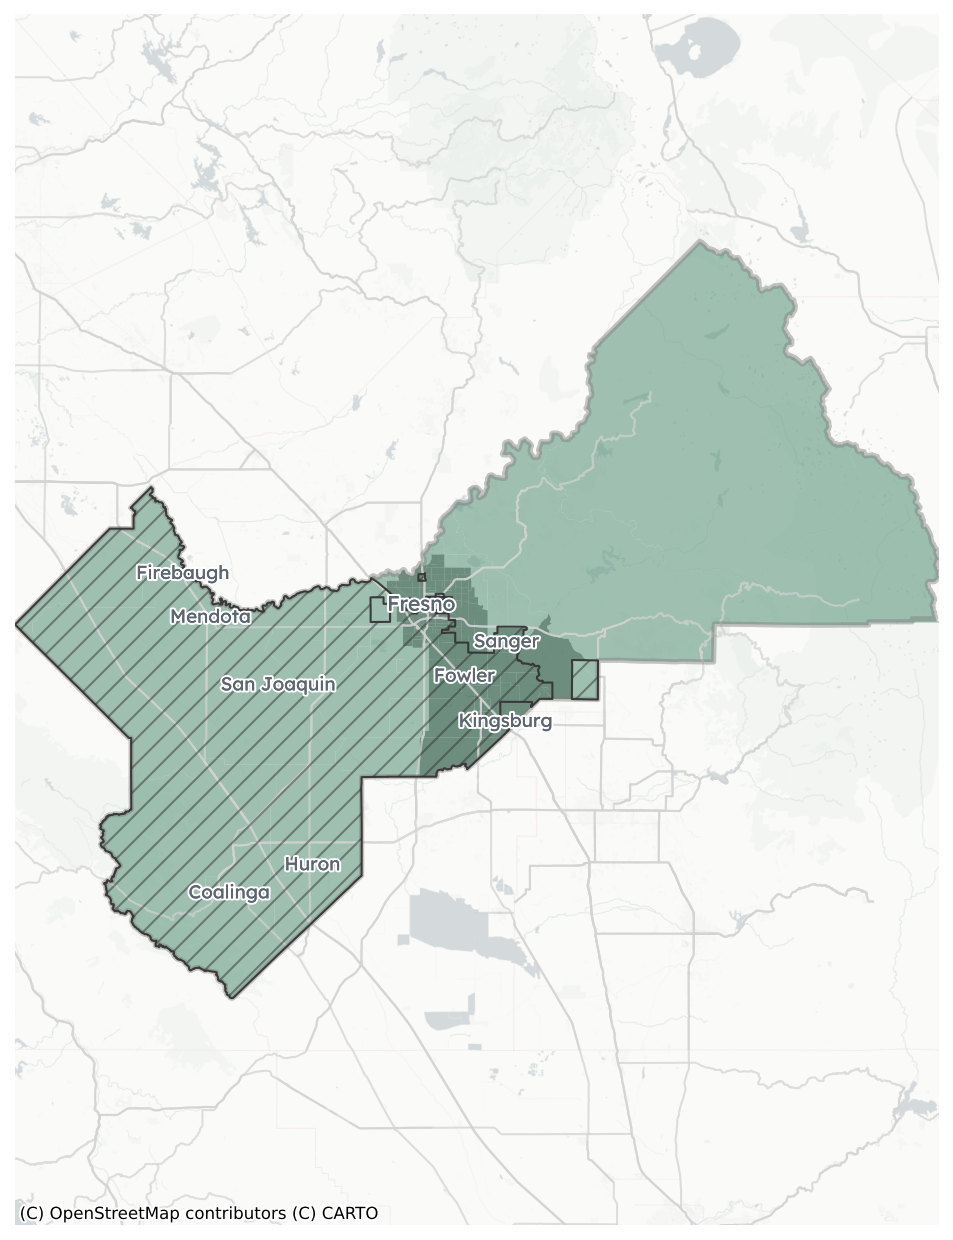 Firebaugh
Fresno
Mendota
Sanger
Fowler
San Joaquin
Kingsburg
Huron
Coalinga
(C) OpenStreetMap contributors (C) CARTO